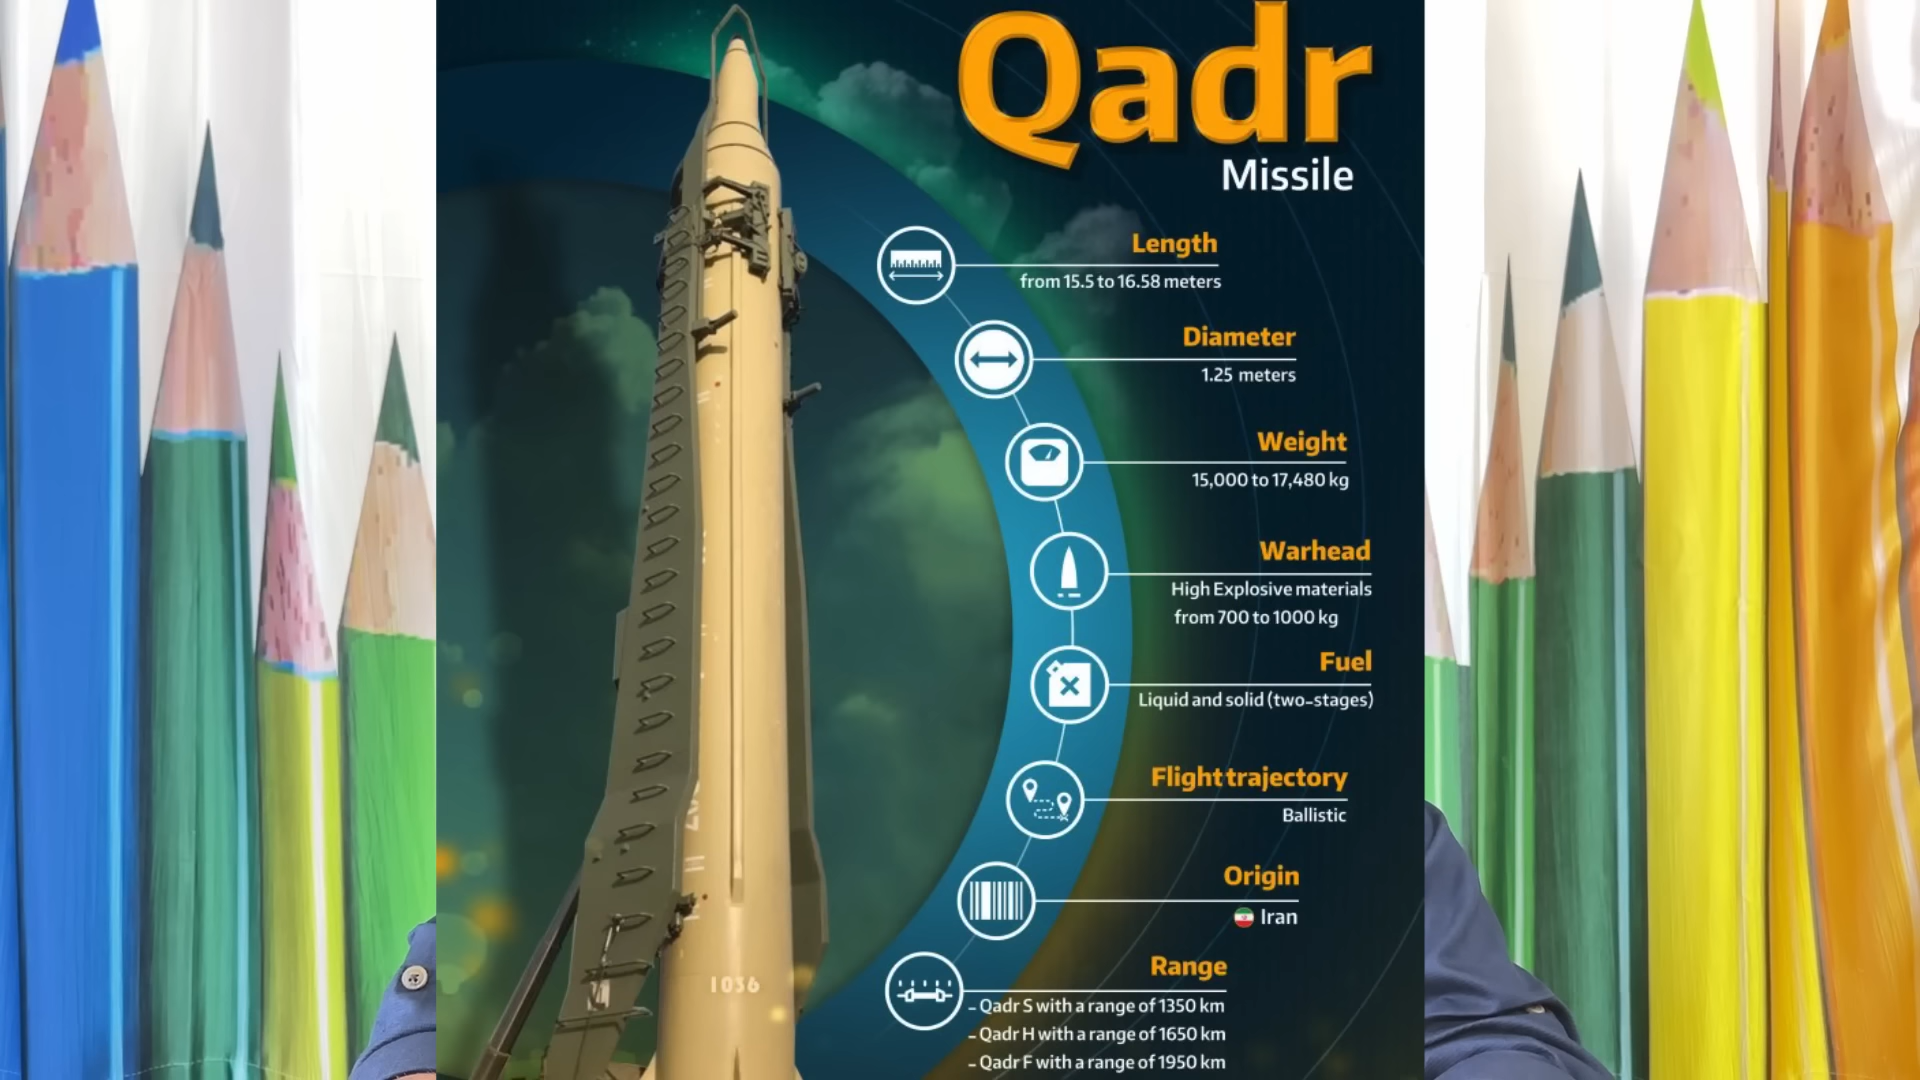 Qadr
Missile
Length
from 15.5 to 16.58 meters
Diameter
1.25 meters
Weight
15,000 to 17,480 kg
Warhead
High Explosive materials
from 700 to 1000 kg
Fuel
Liquid and solid (two-stages)
Flight trajectory
Ballistic
Origin
Iran
Range
- Qadr S with a range of 1350 km
- Qadr H with a range of 1650 km
- Qadr F with a range of 1950 km
1036